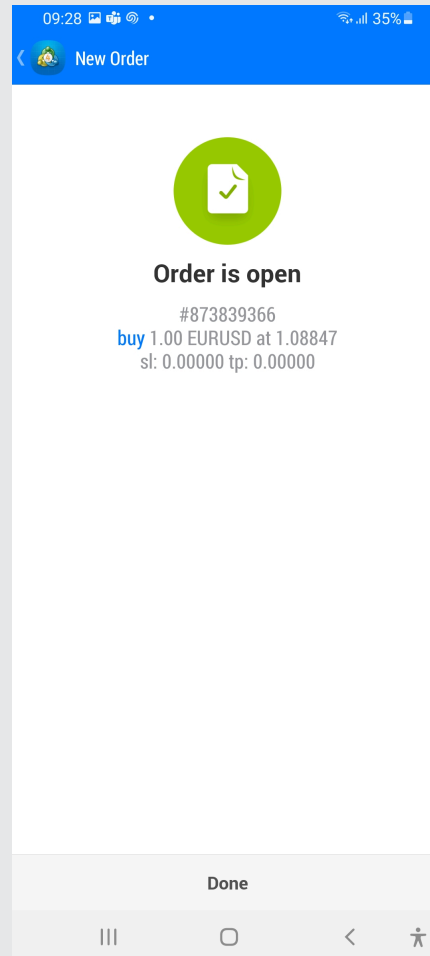 09:28 35%
New Order
Order is open
#873839366
buy 1.00 EURUSD at 1.08847
sl: 0.00000 tp: 0.00000
Done